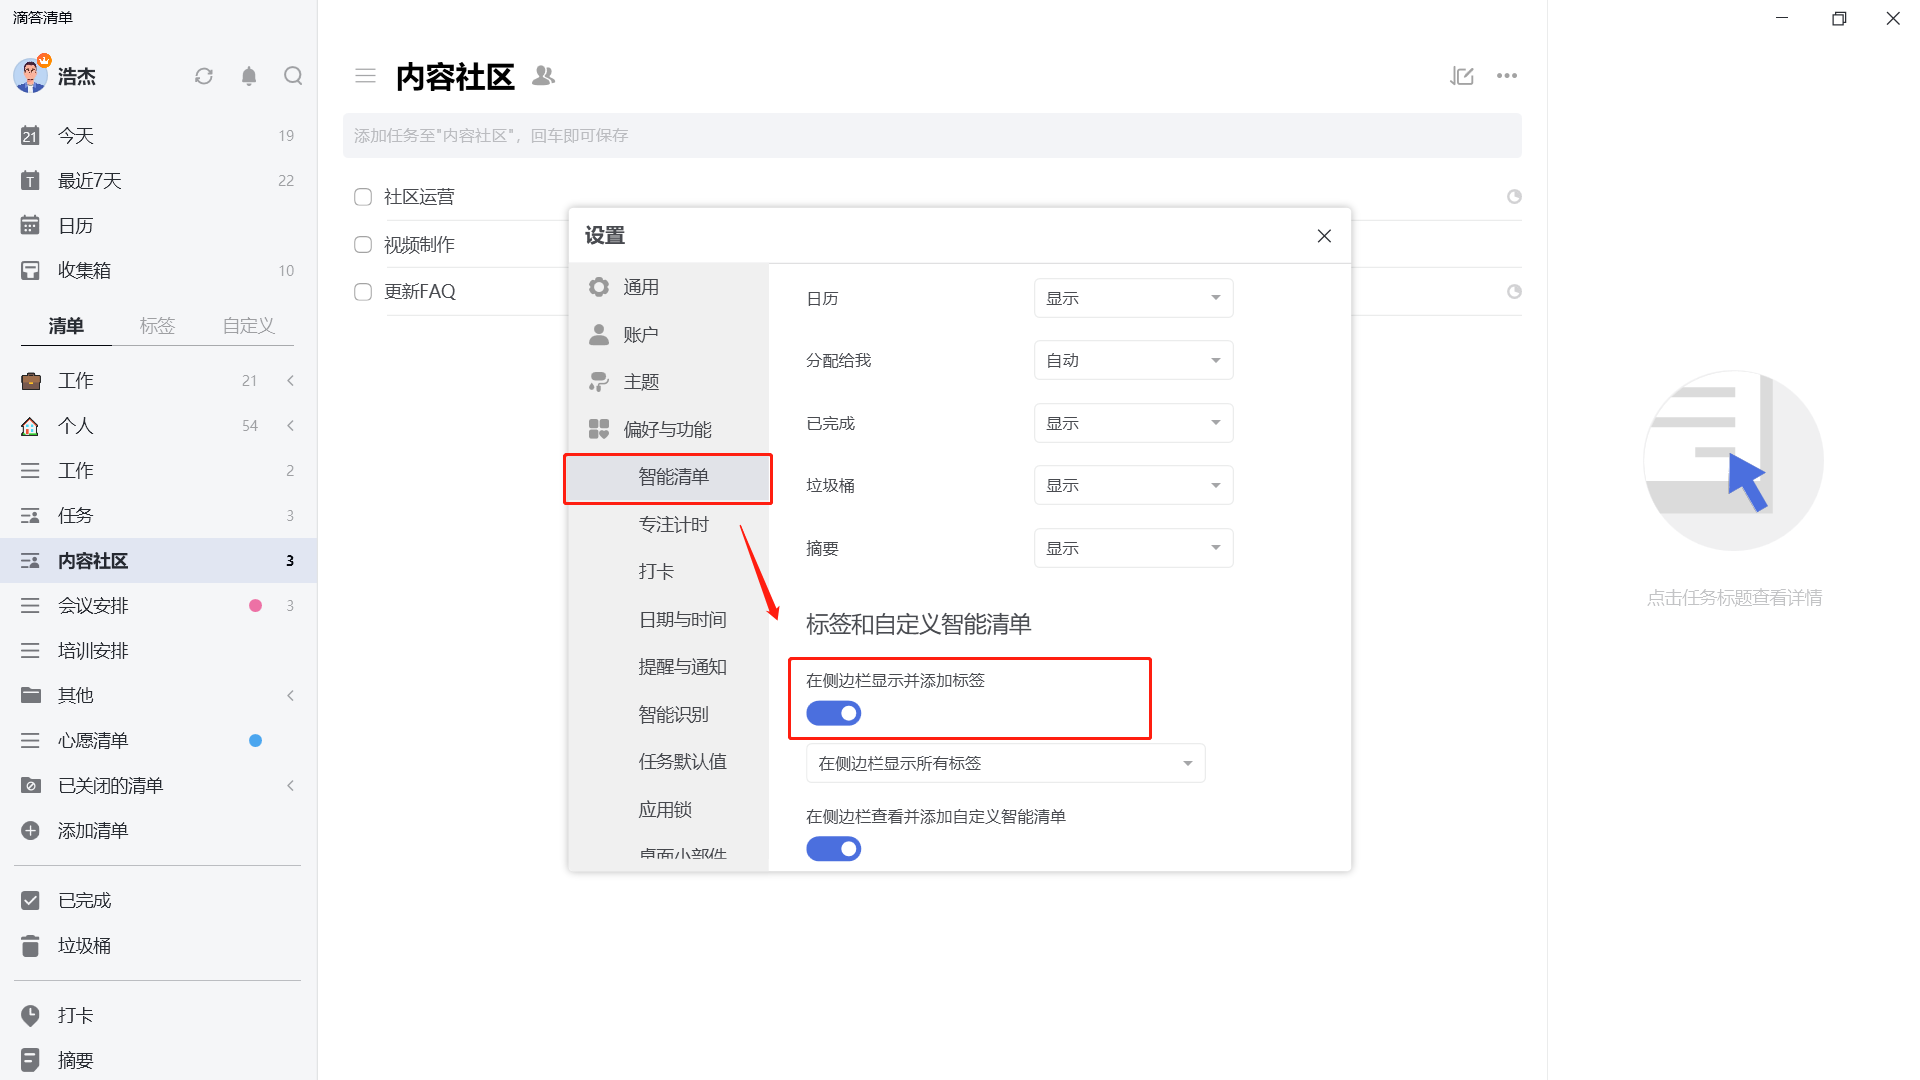 滴答清单
浩杰
21 今天 19
T 最近7天 22
日历
收集箱 10
清单 标签 自定义
工作 21
个人 54
工作 2
任务 3
内容社区 3
会议安排 3
培训安排
其他
心愿清单
已关闭的清单
添加清单
已完成
垃圾桶
打卡
摘要
内容社区
添加任务至"内容社区"，回车即可保存
社区运营
视频制作
更新FAQ
设置
通用
账户
主题
偏好与功能
智能清单
专注计时
打卡
日期与时间
提醒与通知
智能识别
任务默认值
应用锁
桌面小部件
日历 显示
分配给我 自动
已完成 显示
垃圾桶 显示
摘要 显示
标签和自定义智能清单
在侧边栏显示并添加标签
在侧边栏显示所有标签
在侧边栏查看并添加自定义智能清单
点击任务标题查看详情